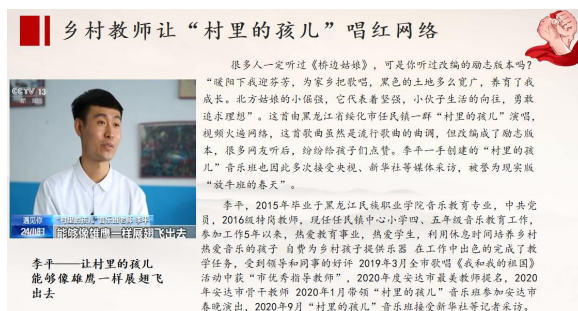 乡村教师让“村里的孩儿”唱红网络
很多人一定听过《桥边姑娘》，可是你听过改编的励志版本吗？
“暖阳下我迎芬芳，为家乡把歌唱，黑色的土地多么宽广，养育了我
成长。北方姑娘的小倔强，它代表着坚强，小伙子生活的向往，勇敢
追求理想”。这首由黑龙江省绥化市任民镇一群“村里的孩儿”演唱，
视频火遍网络，这首歌曲虽然是流行歌曲的曲调，但改编成了励志版
本，很多网友听后，纷纷给孩子们点赞。李平一手创建的“村里的孩
儿”音乐班也因此多次接受央视、新华社等媒体采访，被誉为现实版
“放牛班的春天”。
李平，2015年毕业于黑龙江民族职业学院音乐教育专业，中共党
员，2016级特岗教师，现任任民镇中心小学四、五年级音乐教育工作，
参加工作5年以来，热爱教育事业，热爱学生，利用休息时间培养乡村
热爱音乐的孩子 自费为乡村孩子提供乐器 在工作中出色的完成了教
学任务，受到领导和同事的好评 2019年3月全市歌唱《我和我的祖国》
活动中获“市优秀指导教师”，2020年度安达市最美教师提名，2020
年安达市骨干教师 2020年1月带领“村里的孩儿”音乐班参加安达市
春晚演出，2020年9月“村里的孩儿”音乐班接受新华社等记者采访。
CCTV 13
新闻
遇见你
24小时
“村里的孩儿”音乐班老师 李平
能够像雄鹰一样展翅飞出去
李平——让村里的孩儿
能够像雄鹰一样展翅飞
出去